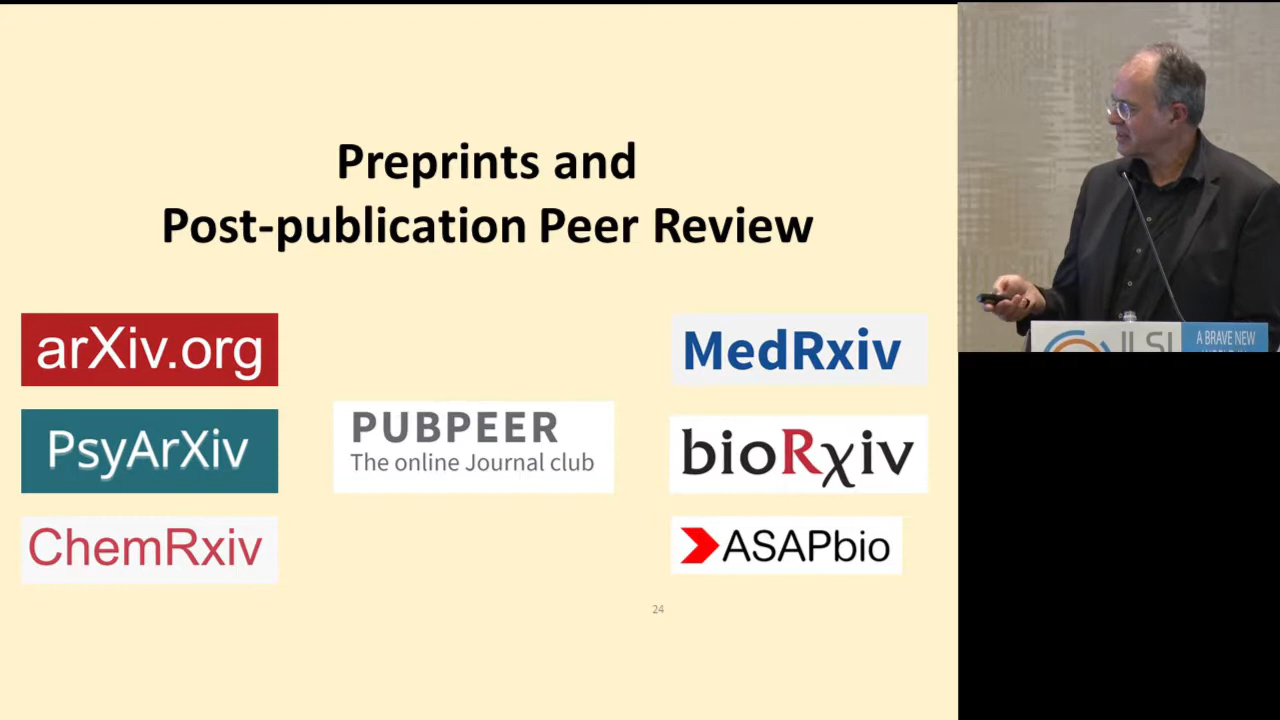 Preprints and
Post-publication Peer Review
arXiv.org
PsyArXiv
ChemRxiv
PUBPEER
The online Journal club
MedRxiv
bioRxiv
ASAPbio
24
ILSI
A BRAVE NEW